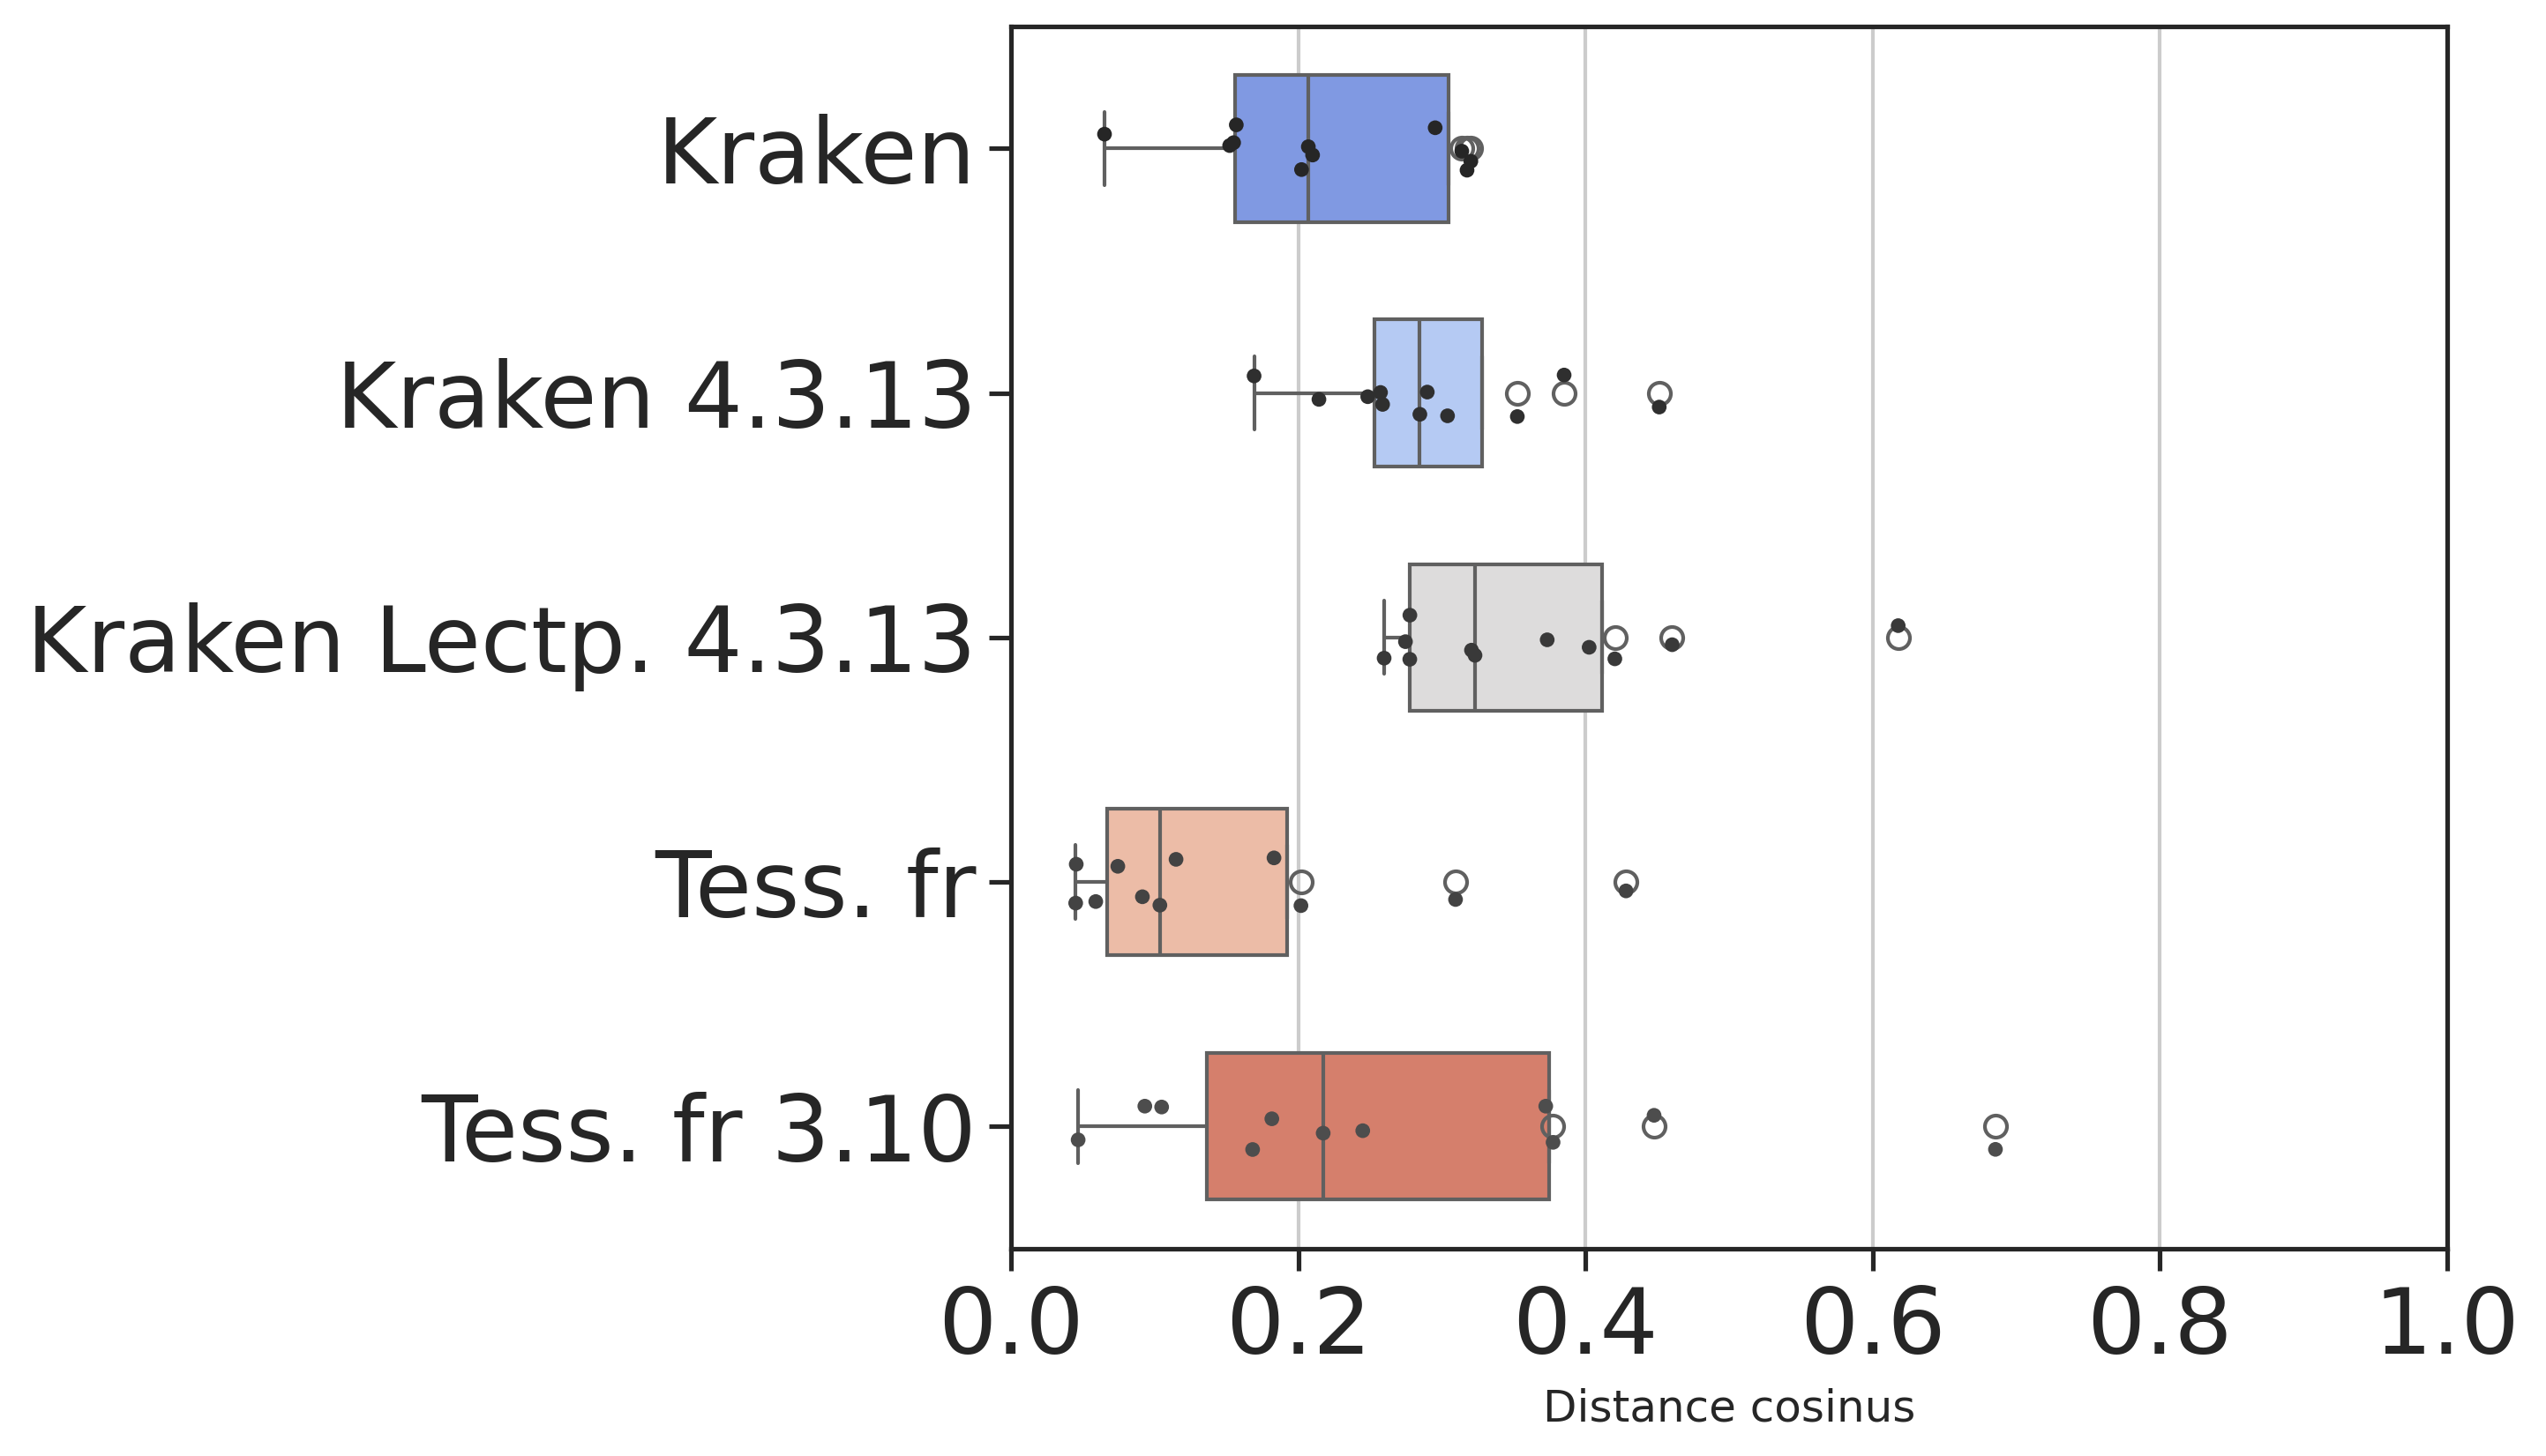 Kraken
Kraken 4.3.13
Kraken Lectp. 4.3.13
Tess. fr
Tess. fr 3.10
0.0 0.2 0.4 0.6 0.8 1.0
Distance cosinus